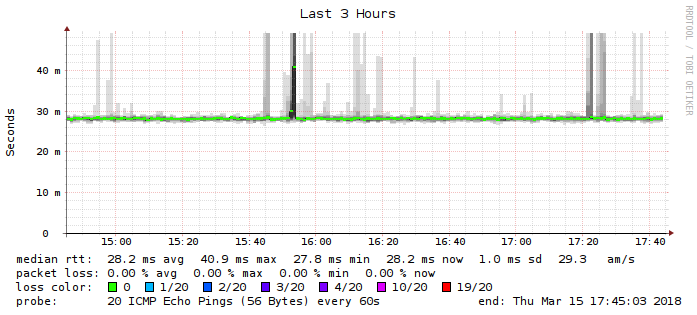 Last 3 Hours
RRDTOOL / TOBI OETIKER
Seconds
40 m
30 m
20 m
10 m
0
15:00 15:20 15:40 16:00 16:20 16:40 17:00 17:20 17:40
median rtt: 28.2 ms avg 40.9 ms max 27.8 ms min 28.2 ms now 1.0 ms sd 29.3 am/s
packet loss: 0.00 % avg 0.00 % max 0.00 % min 0.00 % now
loss color: 0 1/20 2/20 3/20 4/20 10/20 19/20
probe: 20 ICMP Echo Pings (56 Bytes) every 60s end: Thu Mar 15 17:45:03 2018